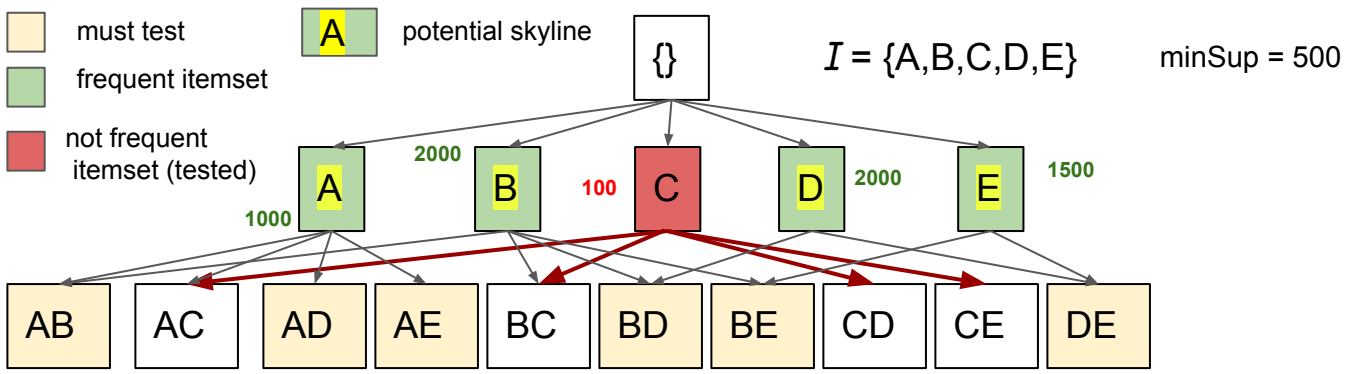 must test
A potential skyline
{}
I = {A,B,C,D,E}
minSup = 500
frequent itemset
not frequent
itemset (tested)
2000
1500
A
B
100
C
D
2000
E
1000
AB
AC
AD
AE
BC
BD
BE
CD
CE
DE